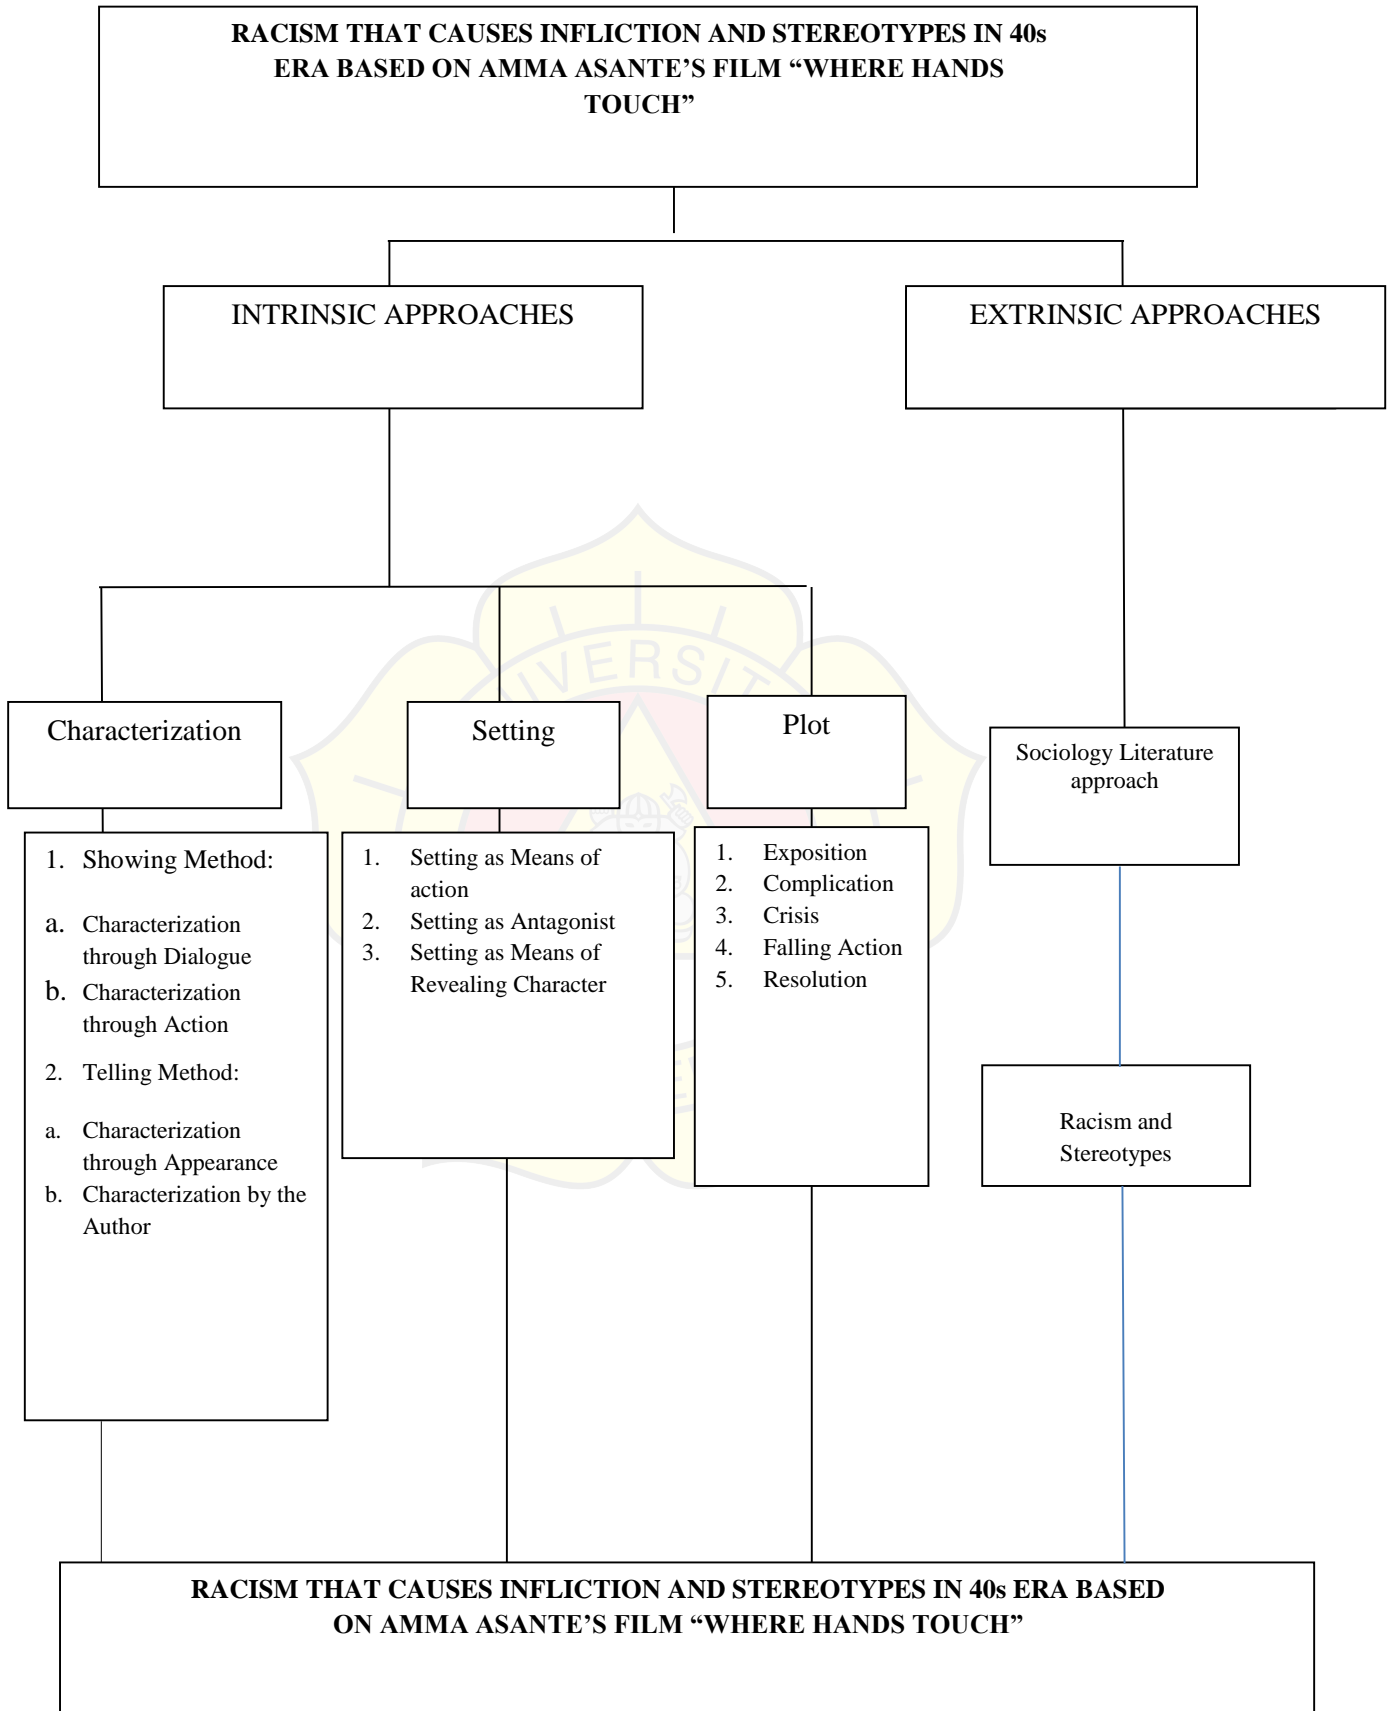 RACISM THAT CAUSES INFLICTION AND STEREOTYPES IN 40s
ERA BASED ON AMMA ASANTE’S FILM “WHERE HANDS
TOUCH”
INTRINSIC APPROACHES
EXTRINSIC APPROACHES
Characterization
Setting
Plot
Sociology Literature
approach
1. Showing Method:
a. Characterization
through Dialogue
b. Characterization
through Action
2. Telling Method:
a. Characterization
through Appearance
b. Characterization by the
Author
1. Setting as Means of
action
2. Setting as Antagonist
3. Setting as Means of
Revealing Character
1. Exposition
2. Complication
3. Crisis
4. Falling Action
5. Resolution
Racism and
Stereotypes
RACISM THAT CAUSES INFLICTION AND STEREOTYPES IN 40s ERA BASED
ON AMMA ASANTE’S FILM “WHERE HANDS TOUCH”